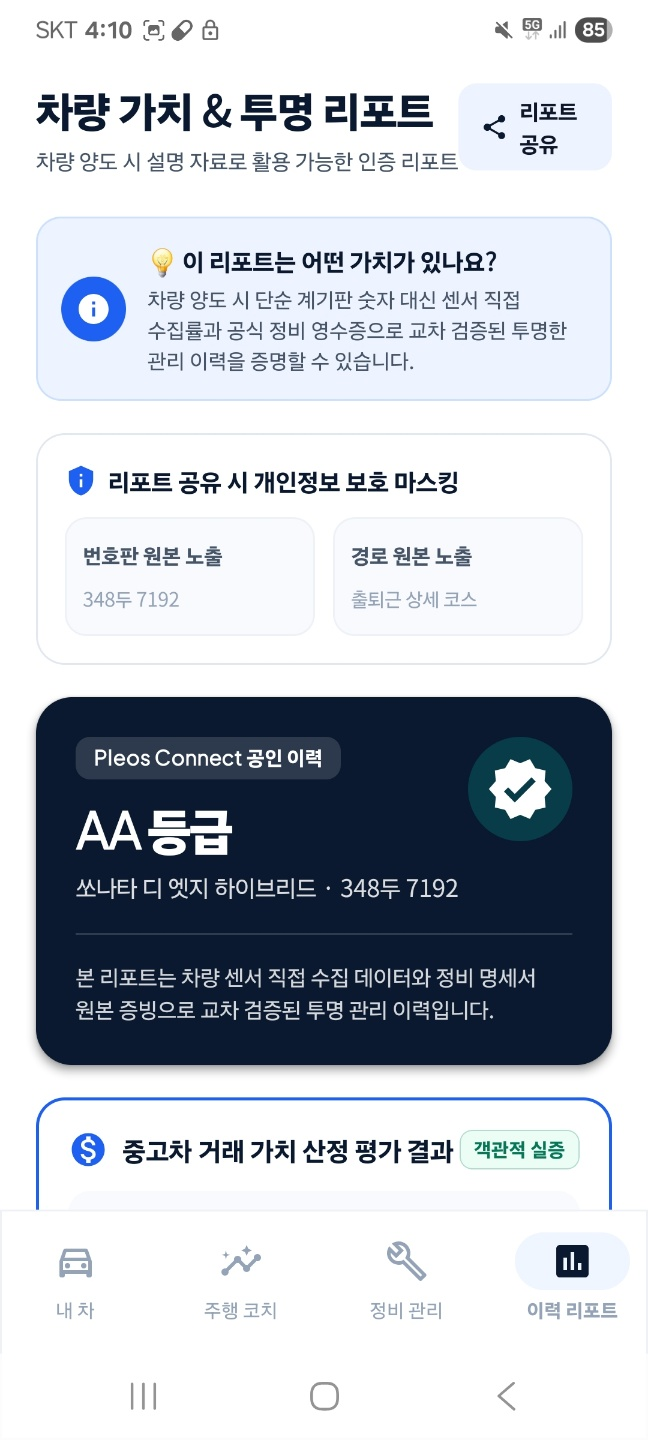 SKT 4:10
5G
85
차량 가치 & 투명 리포트
차량 양도 시 설명 자료로 활용 가능한 인증 리포트
리포트
공유
💡 이 리포트는 어떤 가치가 있나요?
차량 양도 시 단순 계기판 숫자 대신 센서 직접
수집률과 공식 정비 영수증으로 교차 검증된 투명한
관리 이력을 증명할 수 있습니다.
리포트 공유 시 개인정보 보호 마스킹
번호판 원본 노출
348두 7192
경로 원본 노출
출퇴근 상세 코스
Pleos Connect 공인 이력
AA 등급
쏘나타 디 엣지 하이브리드 · 348두 7192
본 리포트는 차량 센서 직접 수집 데이터와 정비 명세서
원본 증빙으로 교차 검증된 투명 관리 이력입니다.
중고차 거래 가치 산정 평가 결과
객관적 실증
내 차
주행 코치
정비 관리
이력 리포트